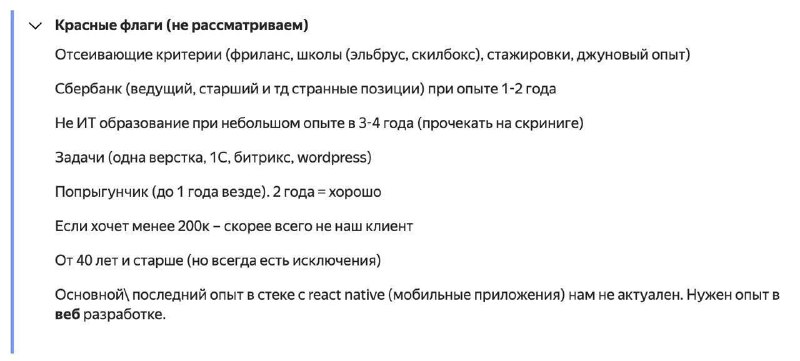 Красные флаги (не рассматриваем)
Отсеивающие критерии (фриланс, школы (эльбрус, скилбокс), стажировки, джуновый опыт)
Сбербанк (ведущий, старший и тд странные позиции) при опыте 1-2 года
Не ИТ образование при небольшом опыте в 3-4 года (прочекать на скриниге)
Задачи (одна верстка, 1С, битрикс, wordpress)
Попрыгунчик (до 1 года везде). 2 года = хорошо
Если хочет менее 200к – скорее всего не наш клиент
От 40 лет и старше (но всегда есть исключения)
Основной\ последний опыт в стеке с react native (мобильные приложения) нам не актуален. Нужен опыт в
веб разработке.